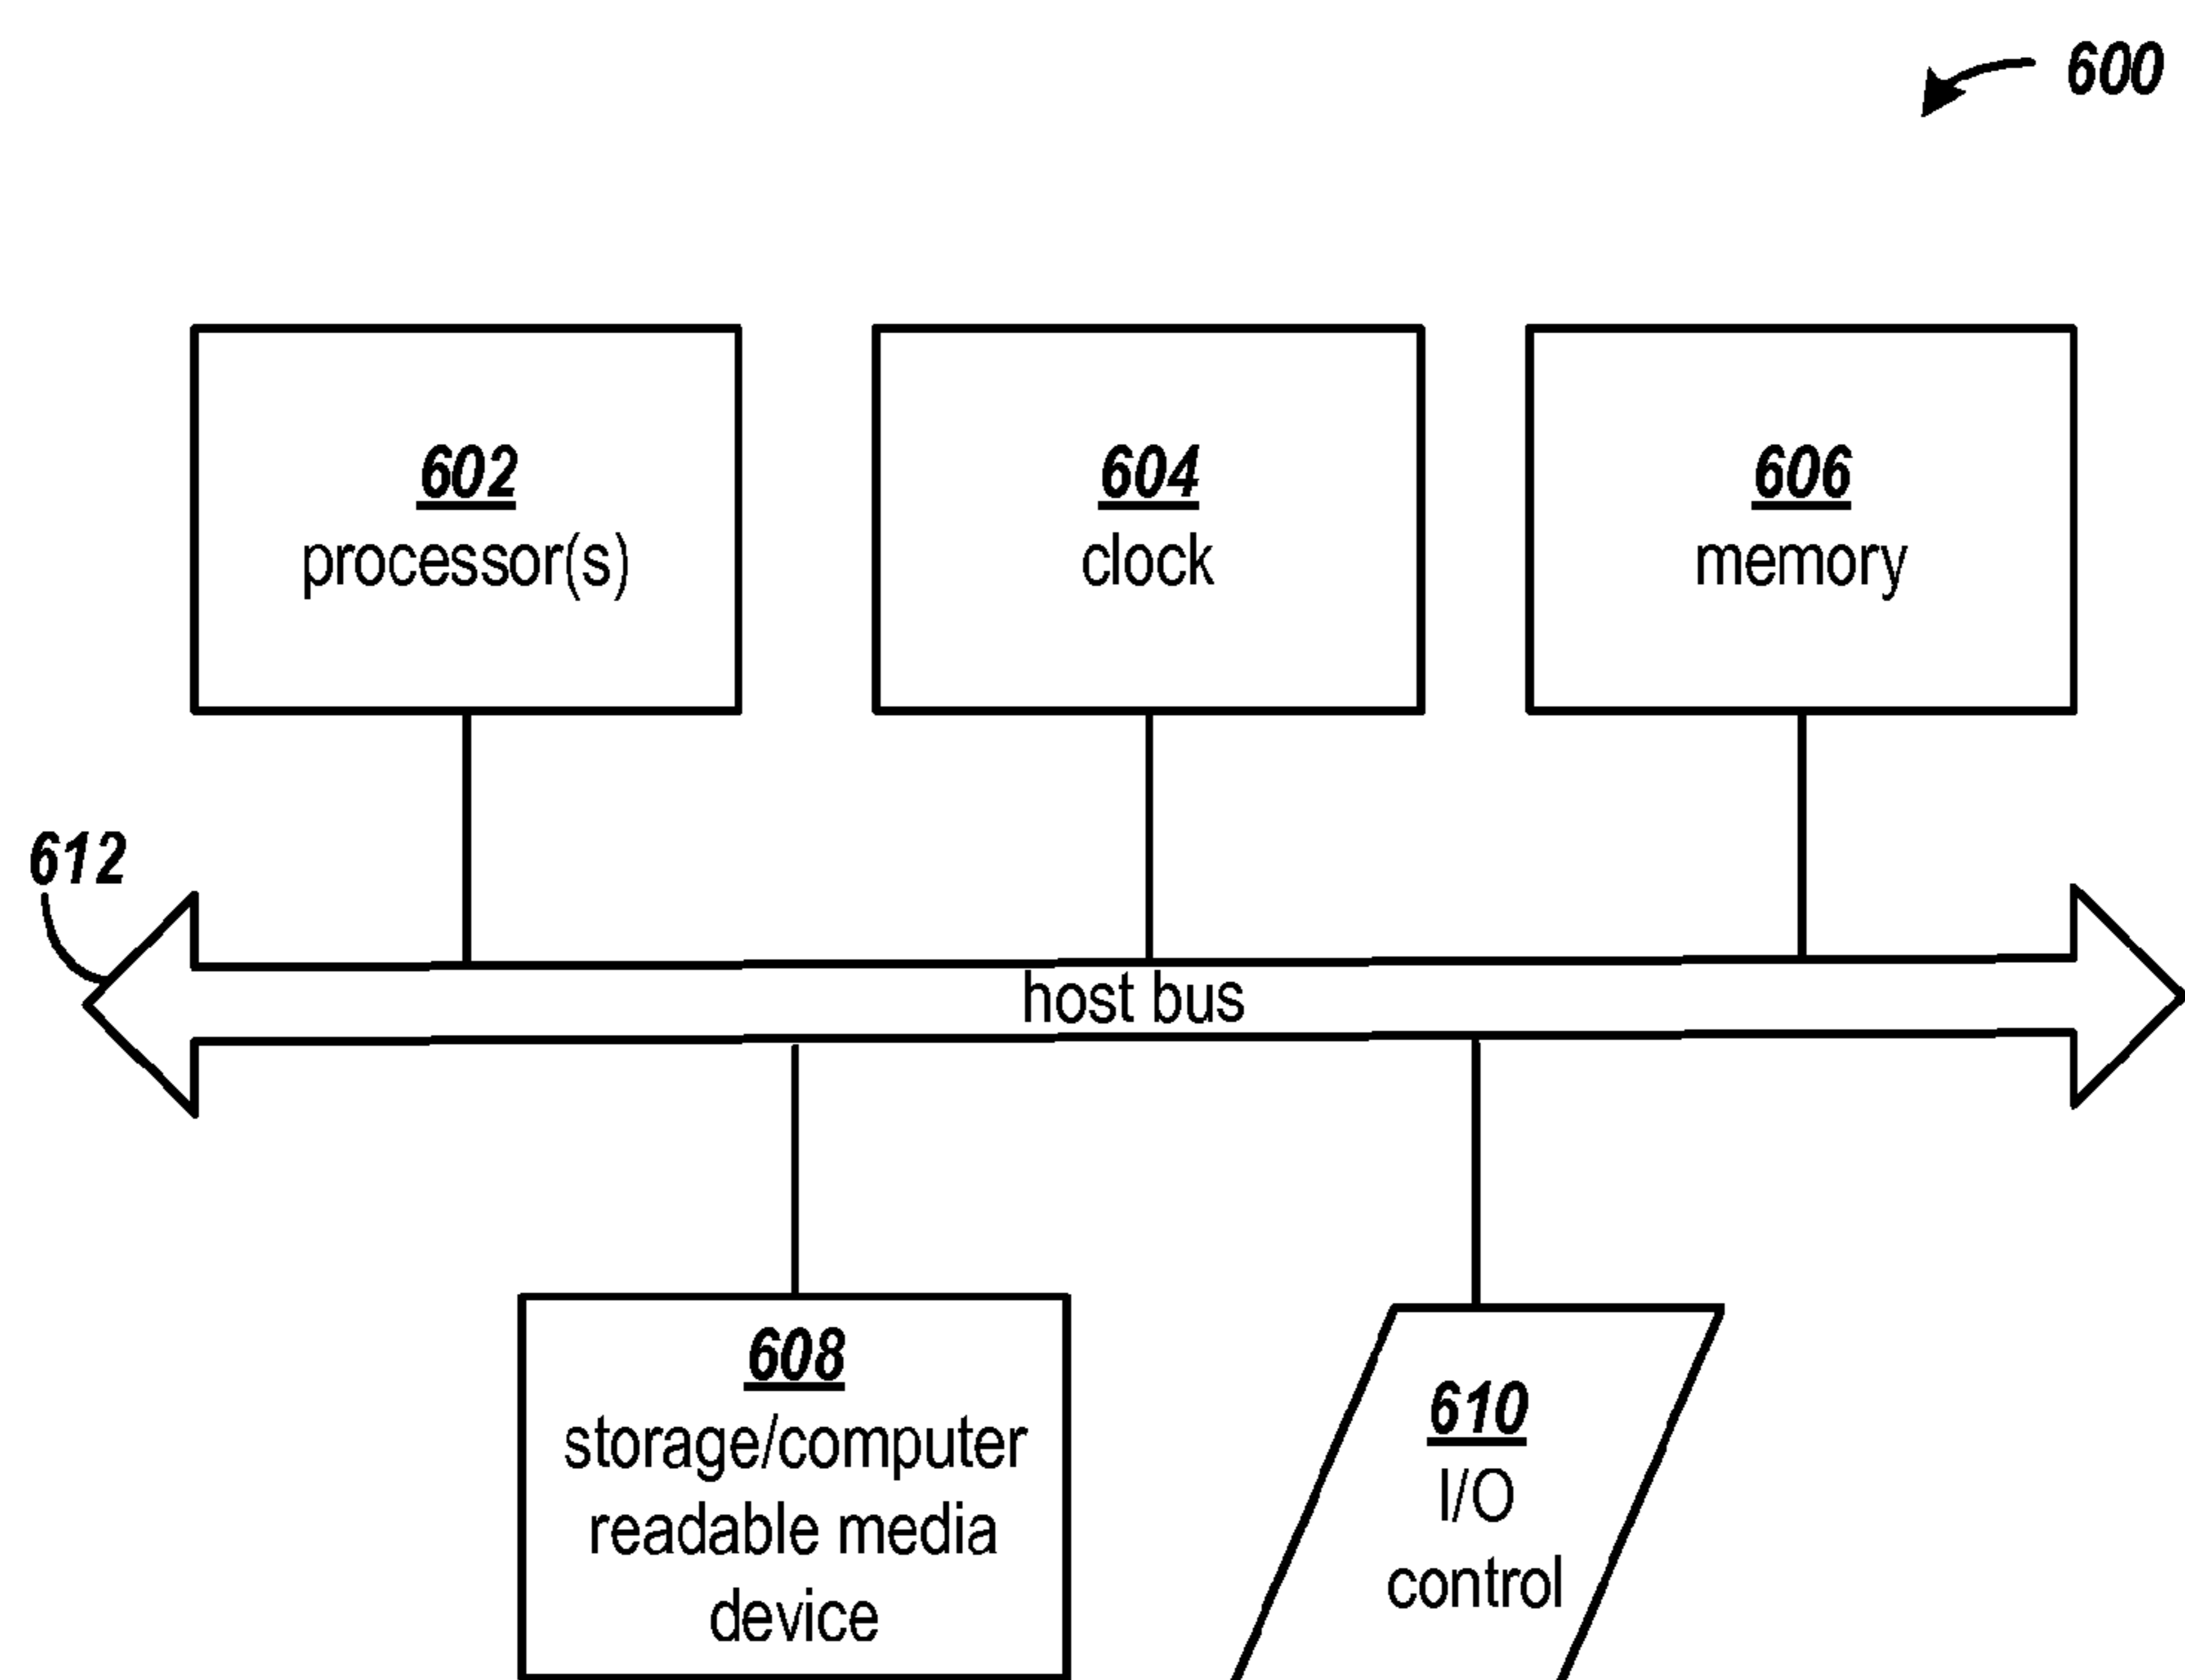 600
602
processor(s)
604
clock
606
memory
612
host bus
608
storage/computer
readable media
device
610
I/O
control